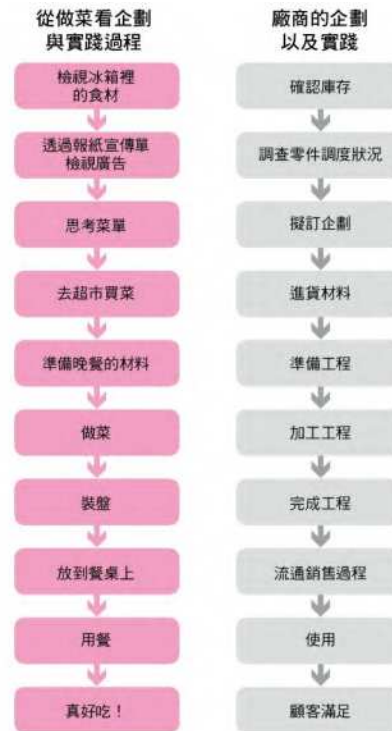 從做菜看企劃
與實踐過程
檢視冰箱裡
的食材
透過報紙宣傳單
檢視廣告
思考菜單
去超市買菜
準備晚餐的材料
做菜
裝盤
放到餐桌上
用餐
真好吃！
廠商的企劃
以及實踐
確認庫存
調查零件調度狀況
擬訂企劃
進貨材料
準備工程
加工工程
完成工程
流通銷售過程
使用
顧客滿足